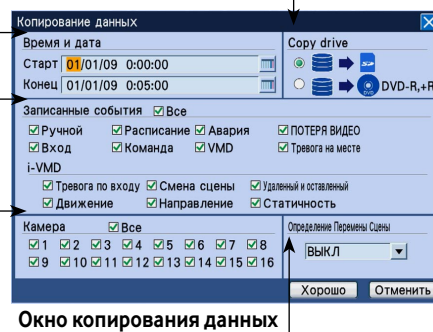 Копирование данных
Время и дата
Старт 01/01/09 0:00:00
Конец 01/01/09 0:05:00
Copy drive
DVD-R,+R
Записанные события Все
Ручной Расписание Авария ПОТЕРЯ ВИДЕО
Вход Команда VMD Тревога на месте
i-VMD
Тревога по входу Смена сцены Удаленный и оставленный
Движение Направление Статичность
Камера Все
1 2 3 4 5 6 7 8
9 10 11 12 13 14 15 16
Определение Перемены Сцены
ВЫКЛ
Хорошо Отменить
Окно копирования данных